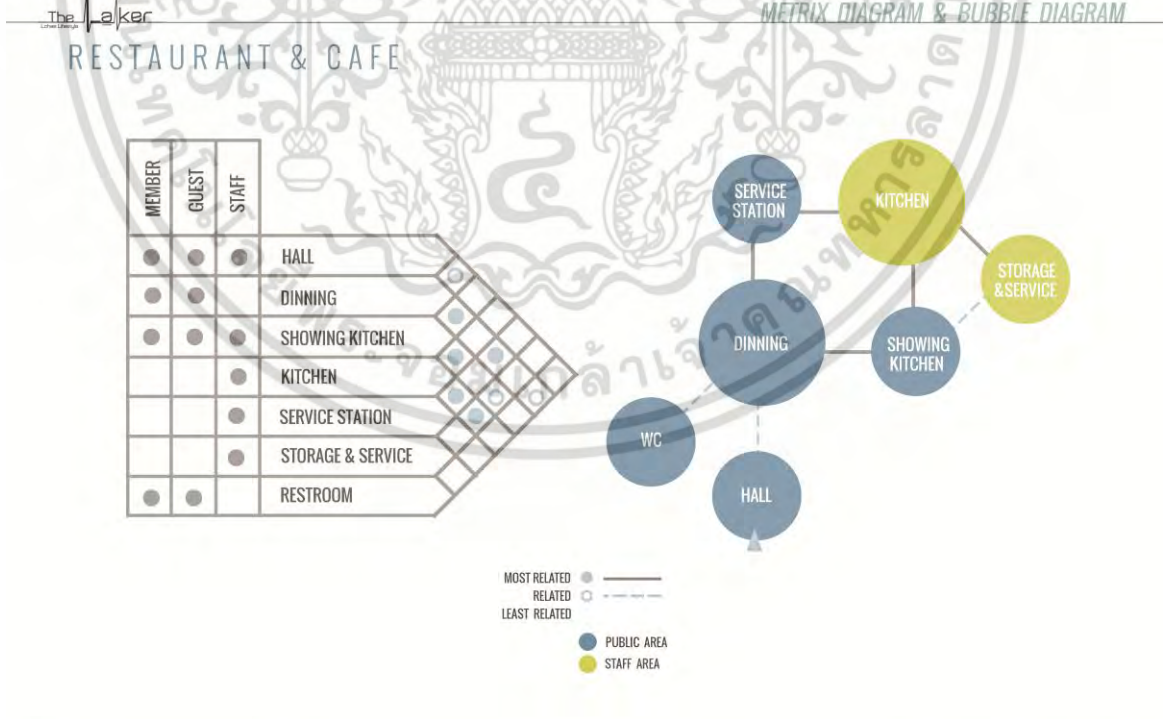 The Laker
METRIX DIAGRAM & BUBBLE DIAGRAM
RESTAURANT & CAFE
MEMBER
GUEST
STAFF
HALL
DINNING
SHOWING KITCHEN
KITCHEN
SERVICE STATION
STORAGE & SERVICE
RESTROOM
SERVICE
STATION
KITCHEN
STORAGE
&SERVICE
DINNING
SHOWING
KITCHEN
WC
HALL
MOST RELATED
RELATED
LEAST RELATED
PUBLIC AREA
STAFF AREA